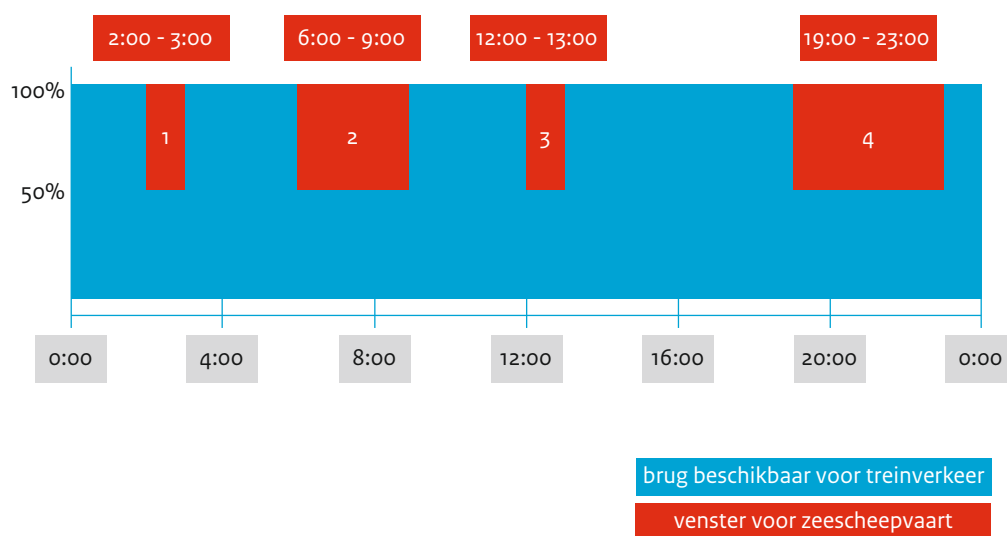 2:00 - 3:00 6:00 - 9:00 12:00 - 13:00 19:00 - 23:00
100%
1 2 3 4
50%
0:00 4:00 8:00 12:00 16:00 20:00 0:00
brug beschikbaar voor treinverkeer
venster voor zeescheepvaart